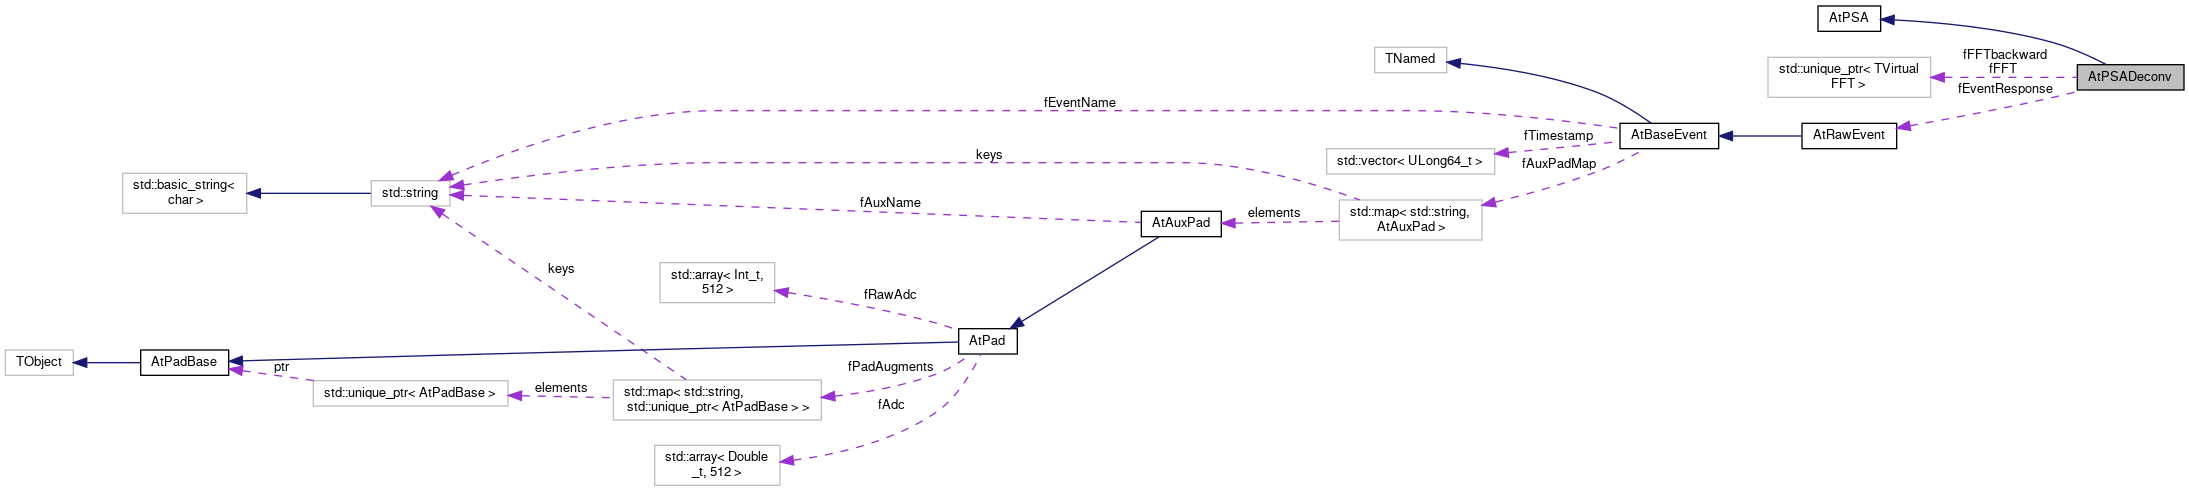 AtPSA
TNamed
fFFTbackward
fFFT
std::unique_ptr< TVirtual
FFT >
AtPSADeconv
fEventResponse
fEventName
AtBaseEvent
AtRawEvent
fTimestamp
keys
std::vector< ULong64_t >
fAuxPadMap
std::basic_string<
char >
std::string
fAuxName
elements
std::map< std::string,
AtAuxPad >
AtAuxPad
keys
std::array< Int_t,
512 >
fRawAdc
AtPad
TObject
AtPadBase
ptr
fPadAugments
std::unique_ptr< AtPadBase >
elements
std::map< std::string,
std::unique_ptr< AtPadBase > >
fAdc
std::array< Double
_t, 512 >